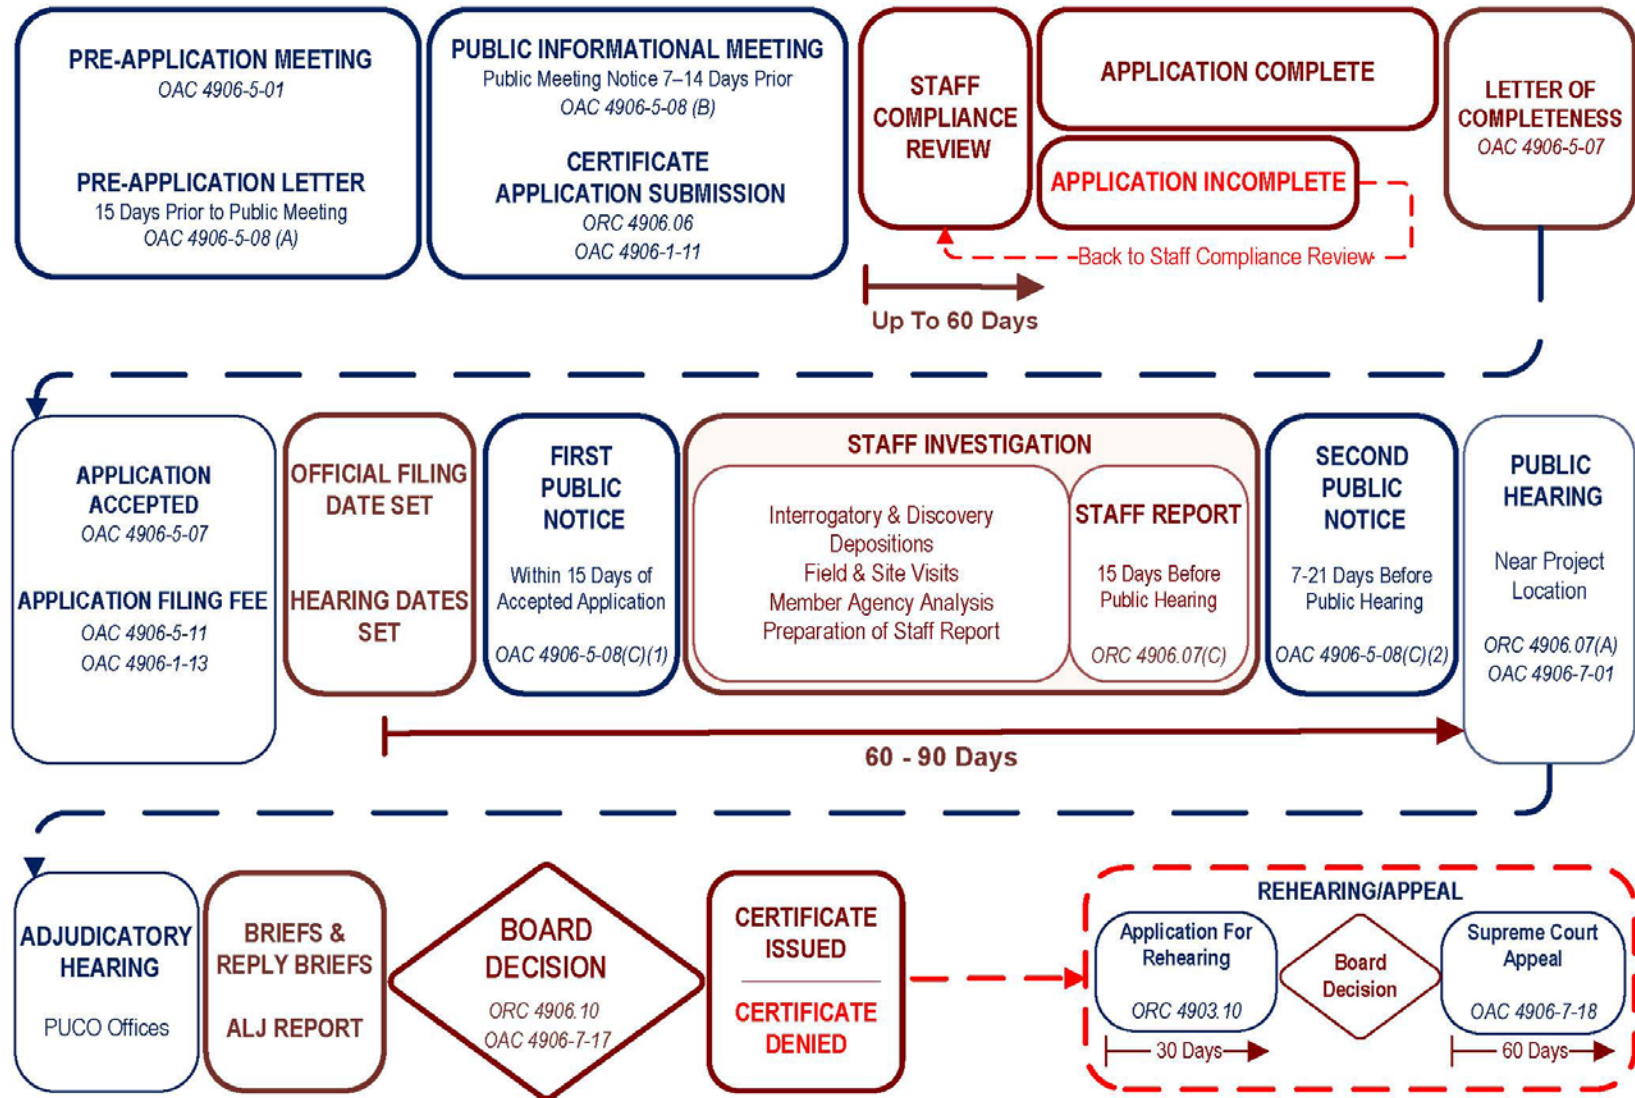 PRE-APPLICATION MEETING
OAC 4906-5-01
PRE-APPLICATION LETTER
15 Days Prior to Public Meeting
OAC 4906-5-08 (A)
PUBLIC INFORMATIONAL MEETING
Public Meeting Notice 7–14 Days Prior
OAC 4906-5-08 (B)
CERTIFICATE
APPLICATION SUBMISSION
ORC 4906.06
OAC 4906-1-11
STAFF
COMPLIANCE
REVIEW
APPLICATION COMPLETE
APPLICATION INCOMPLETE
Back to Staff Compliance Review
Up To 60 Days
LETTER OF
COMPLETENESS
OAC 4906-5-07
APPLICATION
ACCEPTED
OAC 4906-5-07
APPLICATION FILING FEE
OAC 4906-5-11
OAC 4906-1-13
OFFICIAL FILING
DATE SET
HEARING DATES
SET
FIRST
PUBLIC
NOTICE
Within 15 Days of
Accepted Application
OAC 4906-5-08(C)(1)
STAFF INVESTIGATION
Interrogatory & Discovery
Depositions
Field & Site Visits
Member Agency Analysis
Preparation of Staff Report
STAFF REPORT
15 Days Before
Public Hearing
ORC 4906.07(C)
SECOND
PUBLIC
NOTICE
7-21 Days Before
Public Hearing
OAC 4906-5-08(C)(2)
PUBLIC
HEARING
Near Project
Location
ORC 4906.07(A)
OAC 4906-7-01
60 - 90 Days
ADJUDICATORY
HEARING
PUCO Offices
BRIEFS &
REPLY BRIEFS
ALJ REPORT
BOARD
DECISION
ORC 4906.10
OAC 4906-7-17
CERTIFICATE
ISSUED
CERTIFICATE
DENIED
REHEARING/APPEAL
Application For
Rehearing
ORC 4903.10
30 Days
Board
Decision
Supreme Court
Appeal
OAC 4906-7-18
60 Days